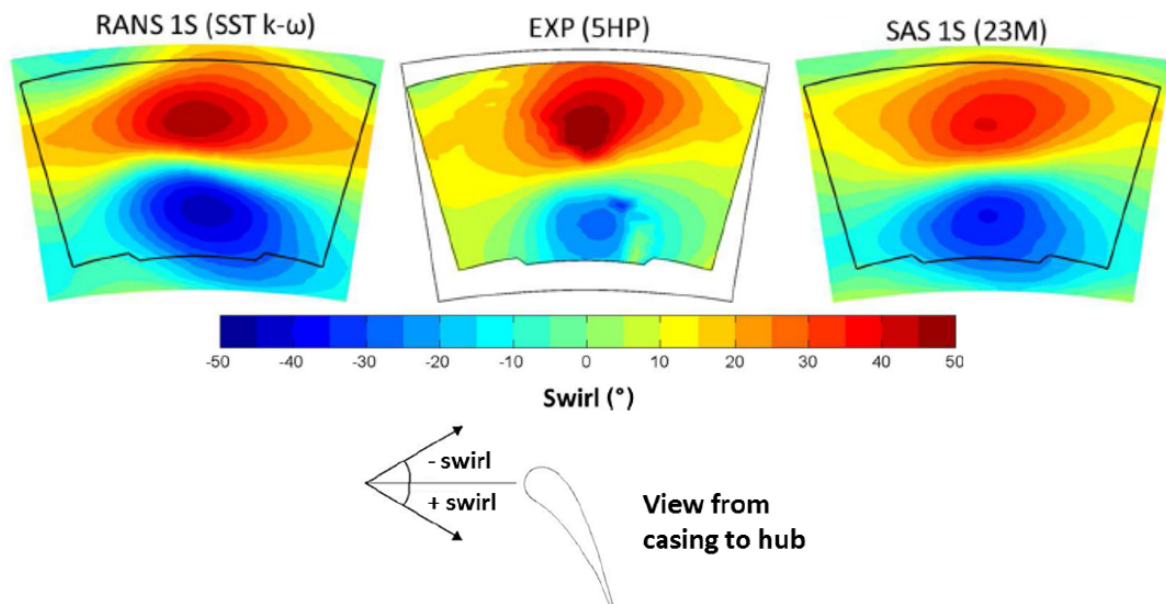 RANS 1S (SST k-ω)
EXP (5HP)
SAS 1S (23M)
-50 -40 -30 -20 -10 0 10 20 30 40 50
Swirl (°)
- swirl
+ swirl
View from
casing to hub